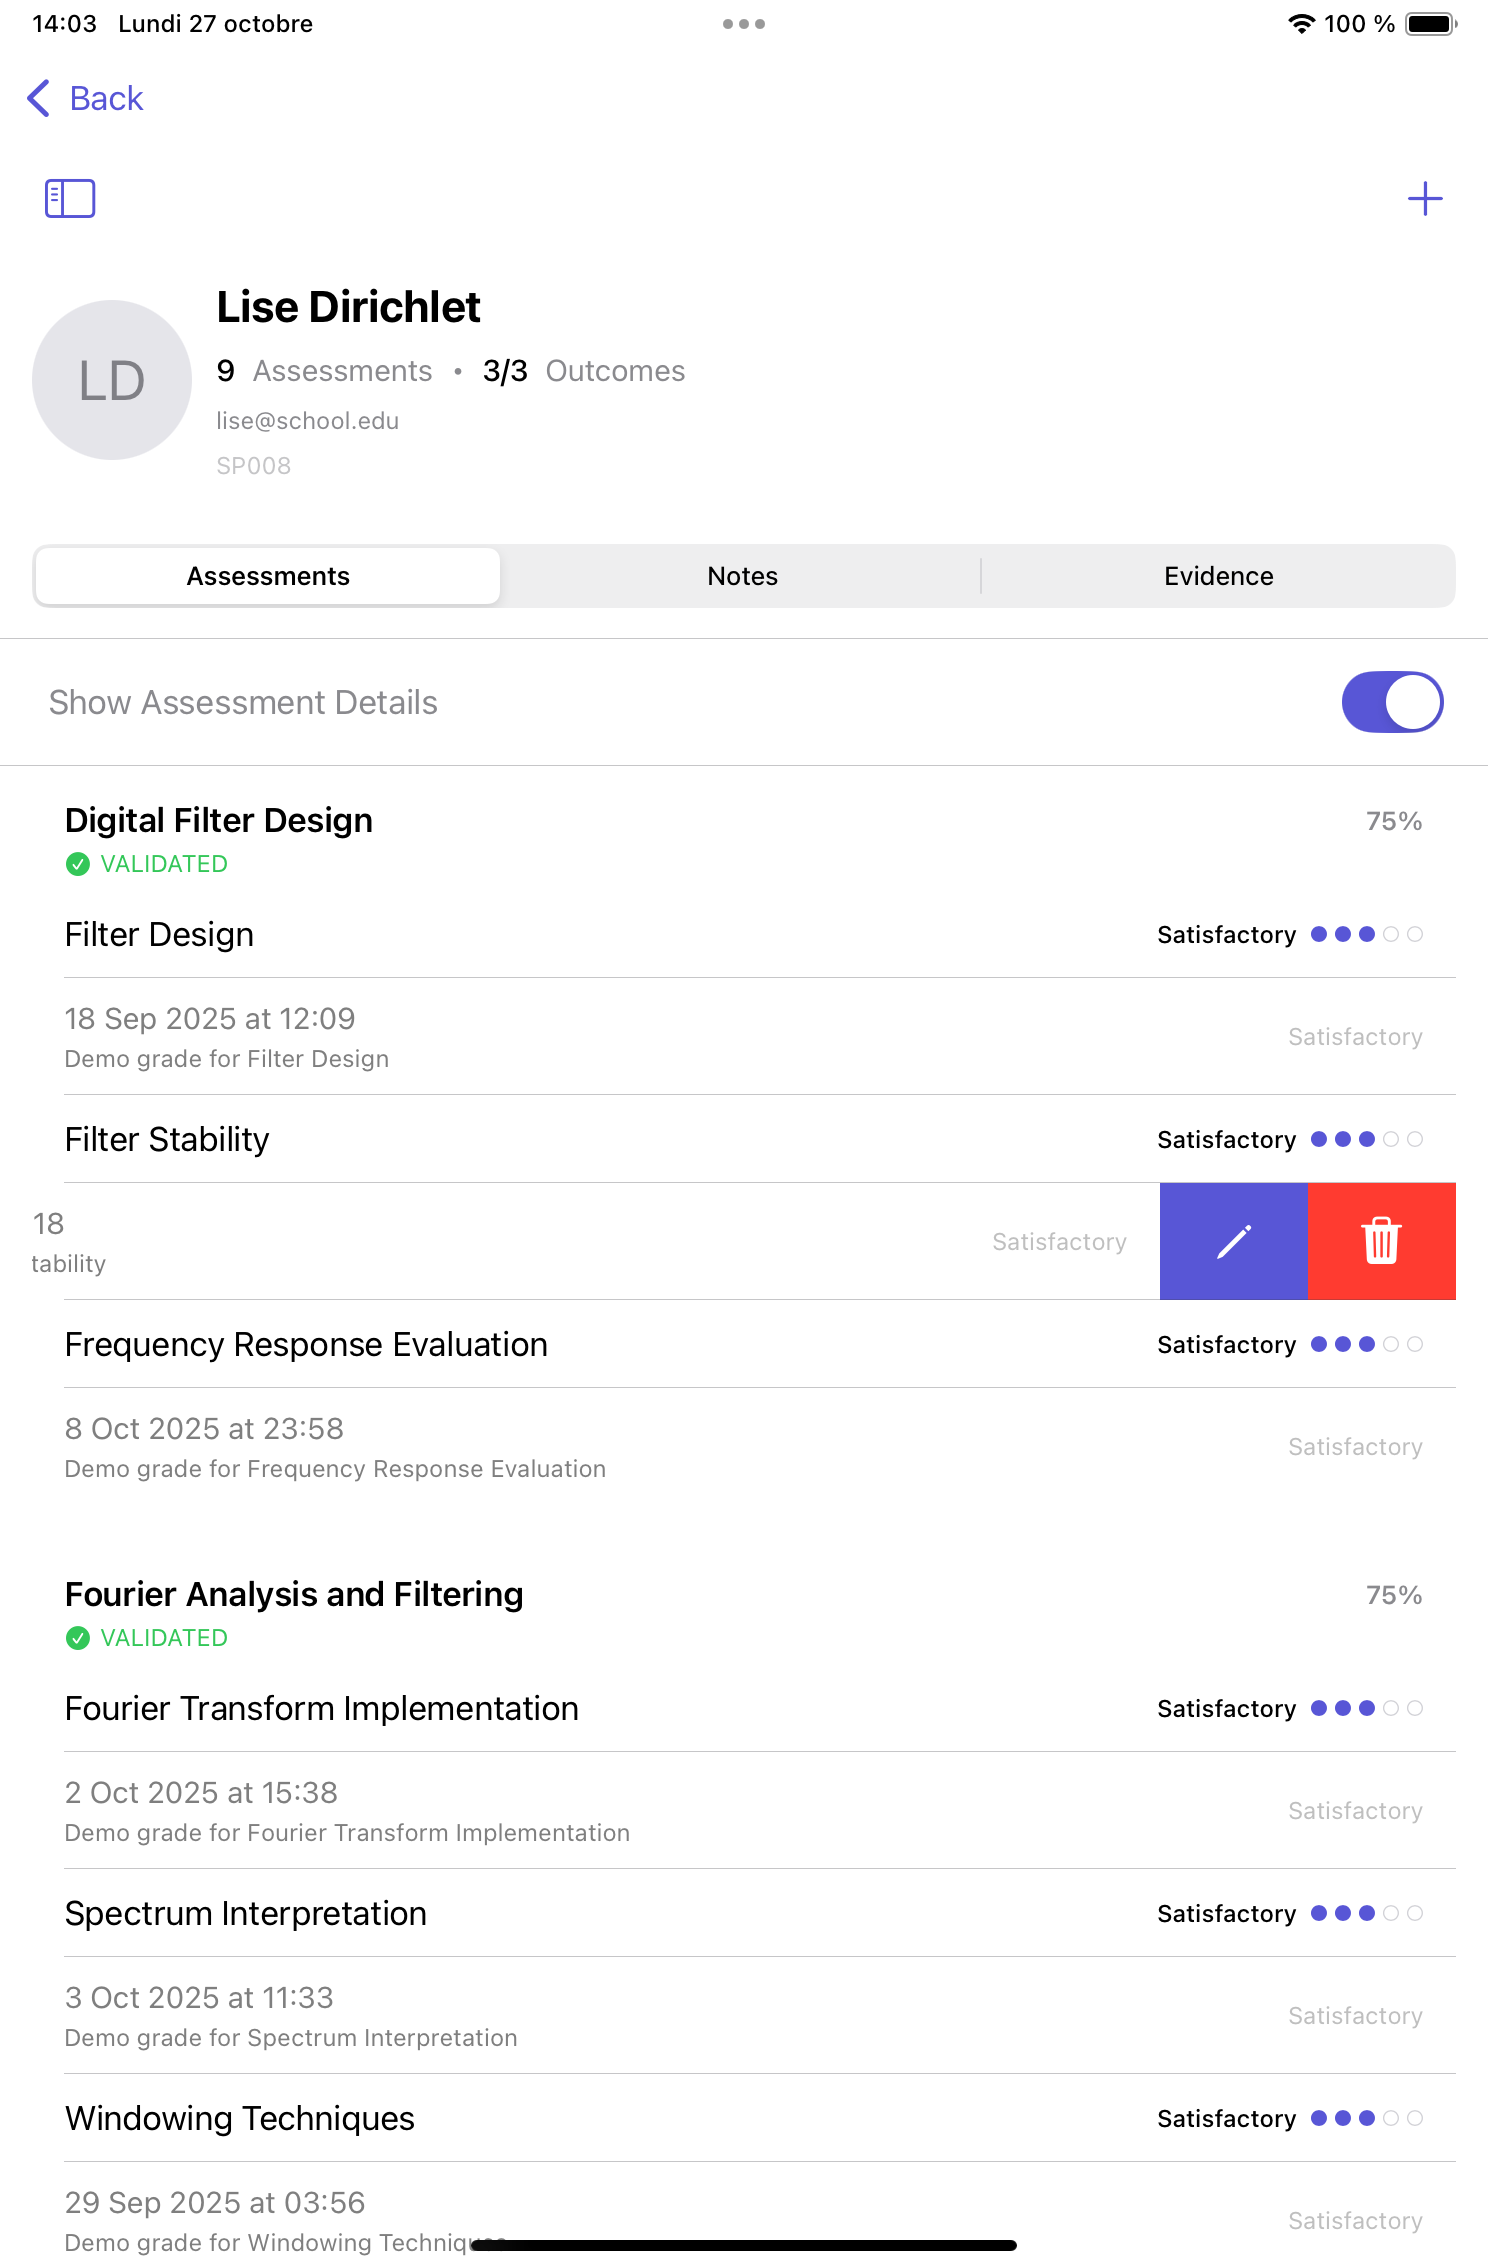 14:03 Lundi 27 octobre 100 %
Back
Lise Dirichlet
LD
9 Assessments • 3/3 Outcomes
lise@school.edu
SP008
Assessments Notes Evidence
Show Assessment Details
Digital Filter Design 75%
VALIDATED
Filter Design Satisfactory
18 Sep 2025 at 12:09
Demo grade for Filter Design
Satisfactory
Filter Stability Satisfactory
18
tability
Satisfactory
Frequency Response Evaluation Satisfactory
8 Oct 2025 at 23:58
Demo grade for Frequency Response Evaluation
Satisfactory
Fourier Analysis and Filtering 75%
VALIDATED
Fourier Transform Implementation Satisfactory
2 Oct 2025 at 15:38
Demo grade for Fourier Transform Implementation
Satisfactory
Spectrum Interpretation Satisfactory
3 Oct 2025 at 11:33
Demo grade for Spectrum Interpretation
Satisfactory
Windowing Techniques Satisfactory
29 Sep 2025 at 03:56
Demo grade for Windowing Techniques
Satisfactory